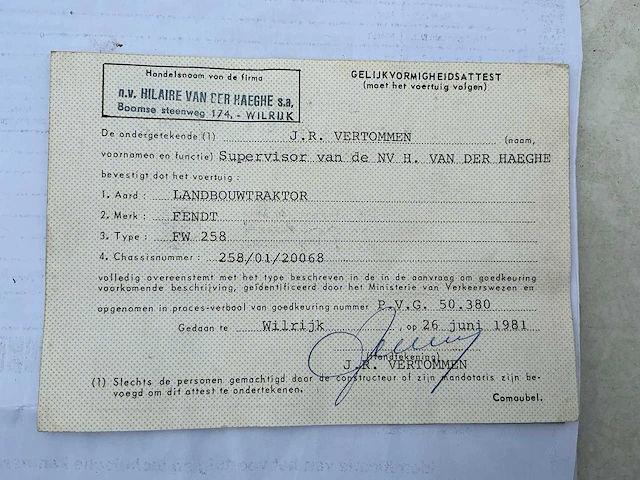 Handelsnaam van de firma
n.v. HILAIRE VAN DER HAEGHE s.a.
Boomse steenweg 174, - WILRIJK
GELIJKVORMIGHEIDSATTEST
(moet het voertuig volgen)
De ondergetekende (1) J.R. VERTOMMEN (naam,
voornamen en functie) Supervisor van de NV H. VAN DER HAEGHE
bevestigt dat het voertuig :
1. Aard : LANDBOUWTRAKTOR
2. Merk : FENDT
3. Type : FW 258
4. Chassisnummer : 258/01/20068
volledig overeenstemt met het type beschreven in de in de aanvraag om goedkeuring
voorkomende beschrijving, geïdentificeerd door het Ministerie van Verkeerswezen en
opgenomen in proces-verbaal van goedkeuring nummer P.V.G. 50.380
Gedaan te Wilrijk , op 26 juni 1981
(Handtekening)
J.R. VERTOMMEN
(1) Slechts de personen gemachtigd door de constructeur of zijn mandataris zijn be-
voegd om dit attest te ondertekenen.
Comaubel.